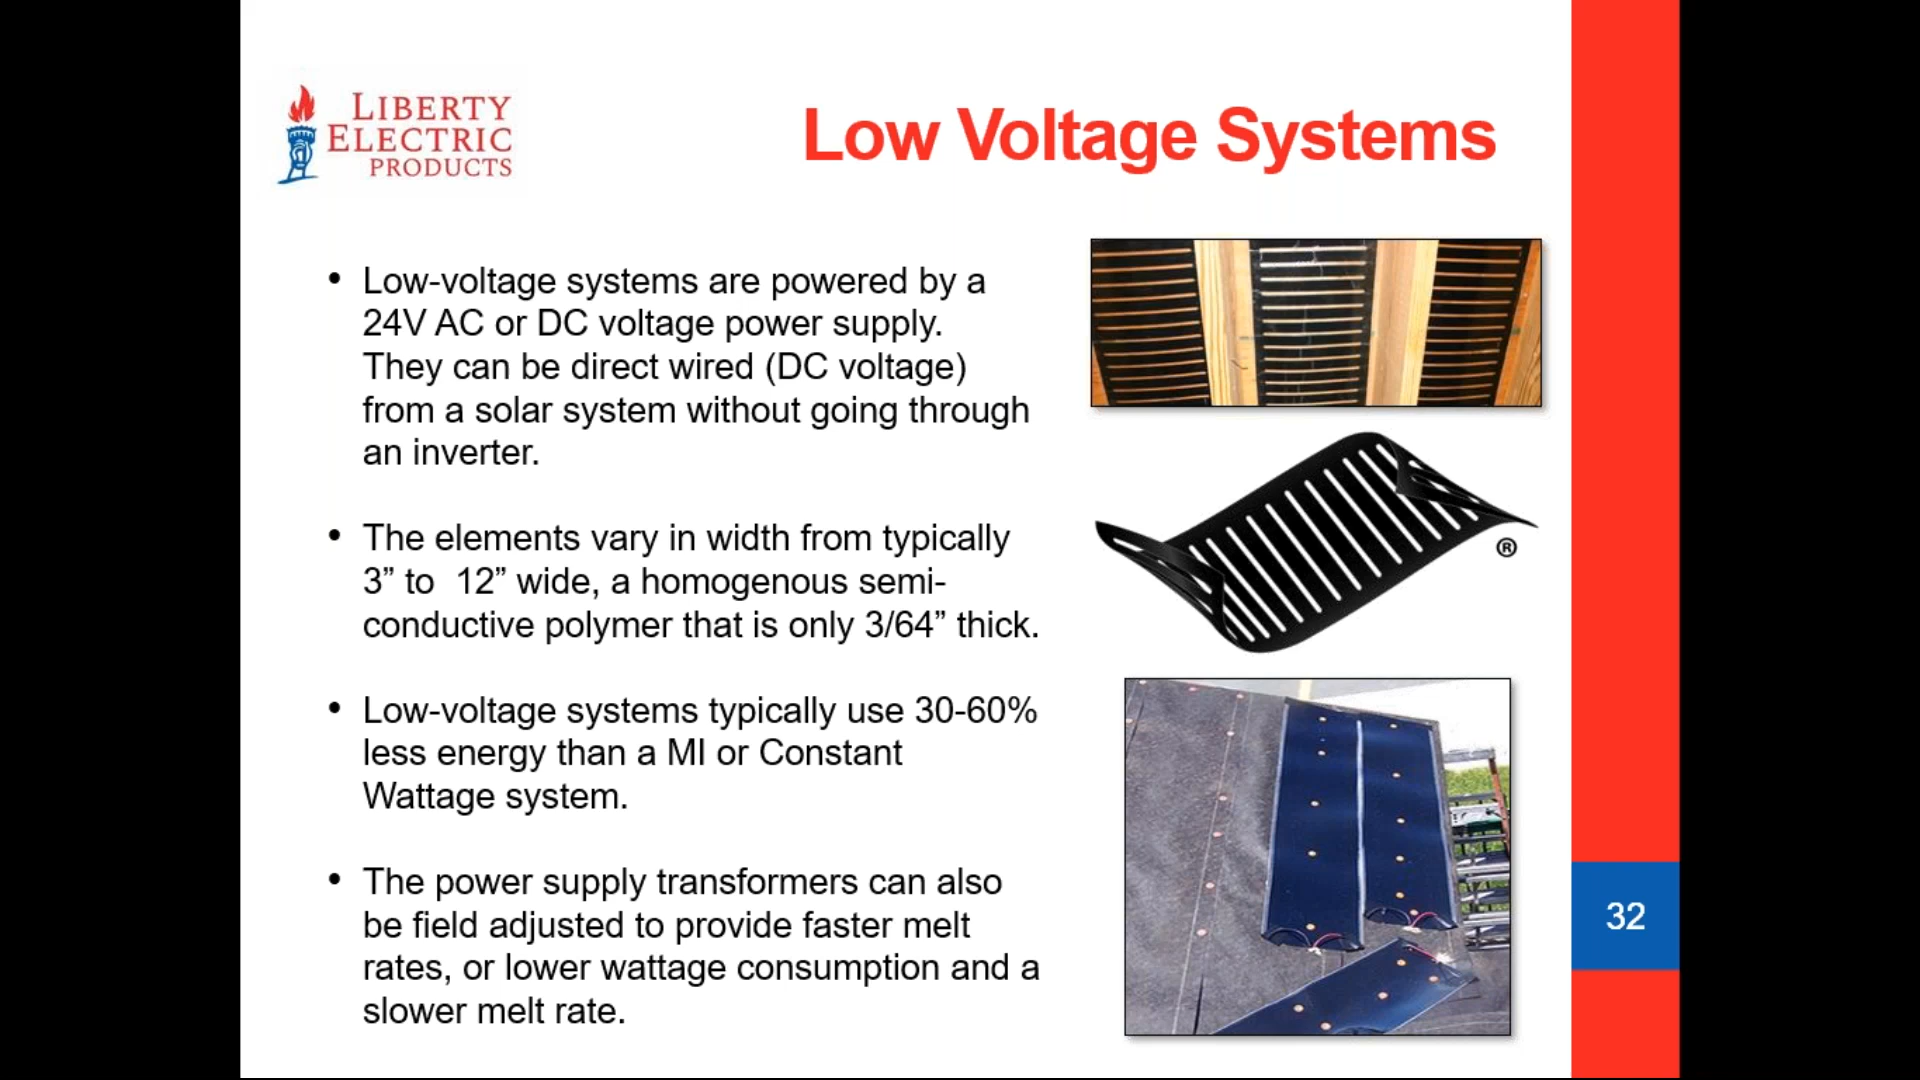 LIBERTY
ELECTRIC
PRODUCTS
Low Voltage Systems
• Low-voltage systems are powered by a
24V AC or DC voltage power supply.
They can be direct wired (DC voltage)
from a solar system without going through
an inverter.
• The elements vary in width from typically
3” to  12” wide, a homogenous semi-
conductive polymer that is only 3/64” thick.
• Low-voltage systems typically use 30-60%
less energy than a MI or Constant
Wattage system.
• The power supply transformers can also
be field adjusted to provide faster melt
rates, or lower wattage consumption and a
slower melt rate.
®
32